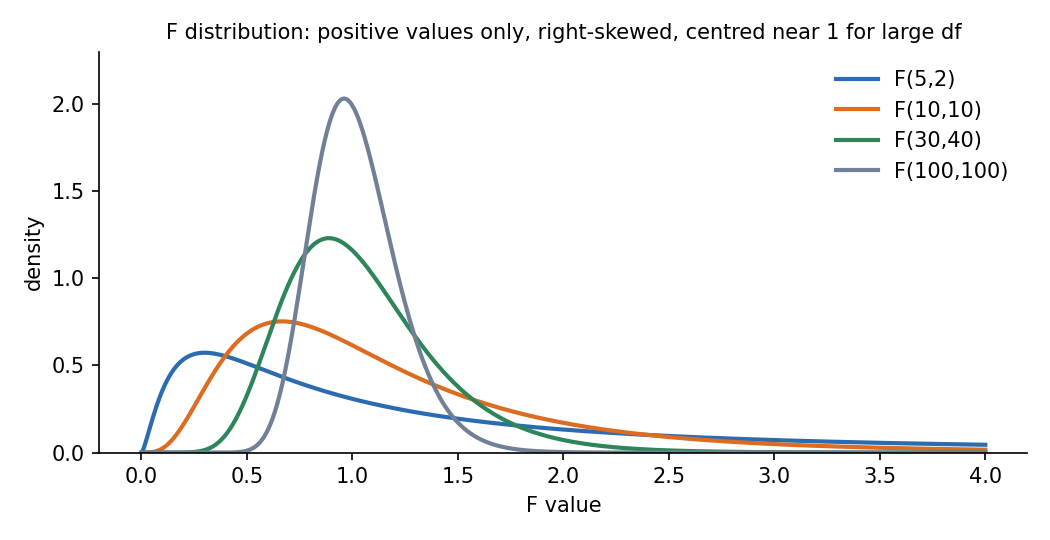 F distribution: positive values only, right-skewed, centred near 1 for large df
F(5,2)
F(10,10)
F(30,40)
F(100,100)
density
2.0
1.5
1.0
0.5
0.0
0.0 0.5 1.0 1.5 2.0 2.5 3.0 3.5 4.0
F value